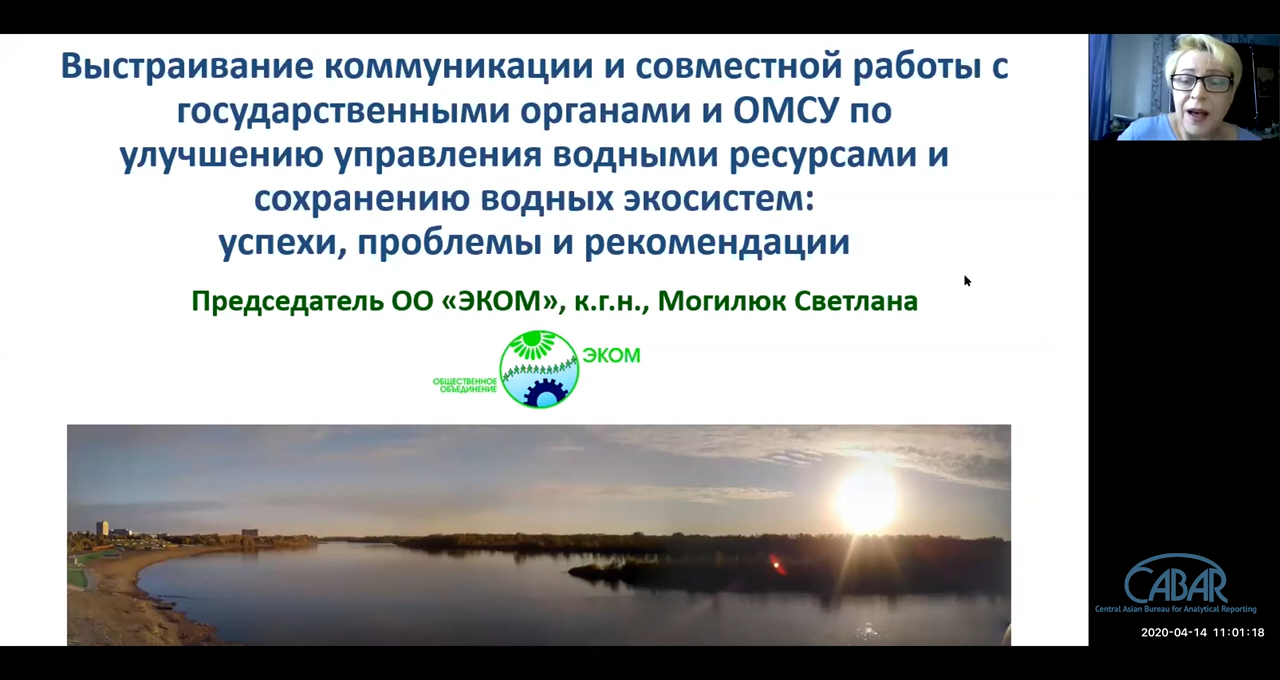 Выстраивание коммуникации и совместной работы с
государственными органами и ОМСУ по
улучшению управления водными ресурсами и
сохранению водных экосистем:
успехи, проблемы и рекомендации
Председатель ОО «ЭКОМ», к.г.н., Могилюк Светлана
ЭКОМ
ОБЩЕСТВЕННОЕ
ОБЪЕДИНЕНИЕ
CABAR
Central Asian Bureau for Analytical Reporting
2020-04-14 11:01:18